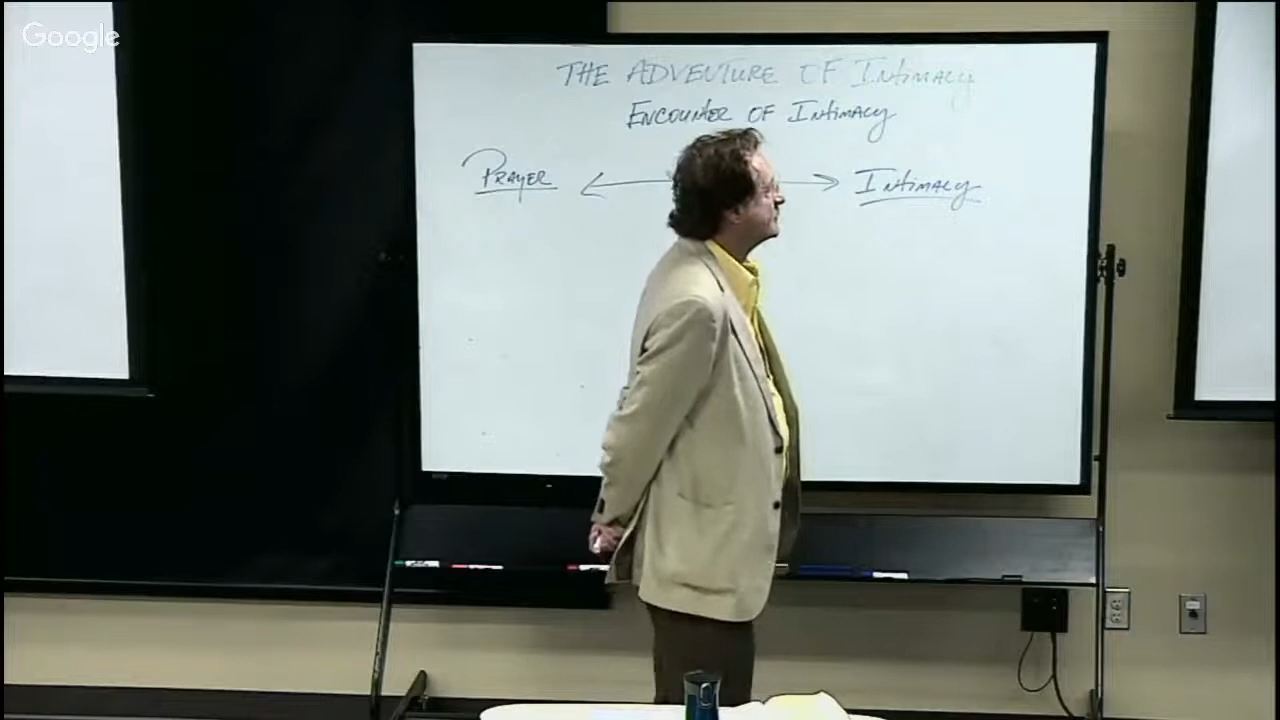 Google
THE ADVENTURE OF Intimacy
ENCOUNTER OF Intimacy
PRAYER
Intimacy